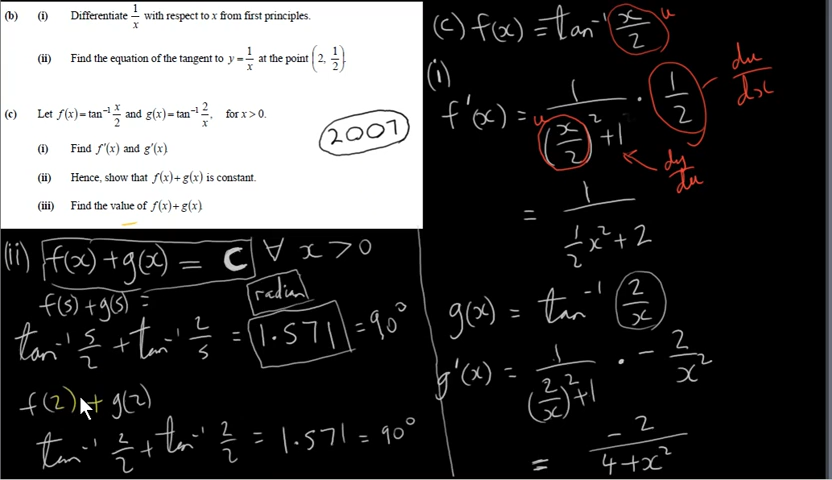 (b) (i) Differentiate 1/x with respect to x from first principles.
(ii) Find the equation of the tangent to y = 1/x at the point (2, 1/2)
(c) Let f(x) = tan⁻¹ x/2 and g(x) = tan⁻¹ 2/x, for x > 0.
(i) Find f′(x) and g′(x)
(ii) Hence, show that f(x) + g(x) is constant.
(iii) Find the value of f(x) + g(x)
2007
(ii) f(x) + g(x) = C ∀ x > 0
f(5) + g(5) =
radian
tan⁻¹ 5/2 + tan⁻¹ 2/5 = 1.571 = 90°
f(2) + g(2)
tan⁻¹ 2/2 + tan⁻¹ 2/2 = 1.571 = 90°
(c) f(x) = tan⁻¹ x/2 u
(i)
f′(x) = 1/((x/2)² + 1) · 1/2
u
du/dx
dy/du
= 1/(1/2 x² + 2)
g(x) = tan⁻¹ 2/x
g′(x) = 1/((2/x)² + 1) · - 2/x²
= -2/(4 + x²)